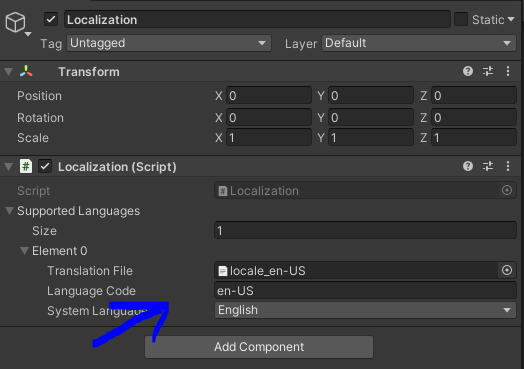 Localization Static
Tag Untagged Layer Default
Transform
Position X 0 Y 0 Z 0
Rotation X 0 Y 0 Z 0
Scale X 1 Y 1 Z 1
# Localization (Script)
Script # Localization
Supported Languages
Size 1
Element 0
Translation File locale_en-US
Language Code en-US
System Language English
Add Component